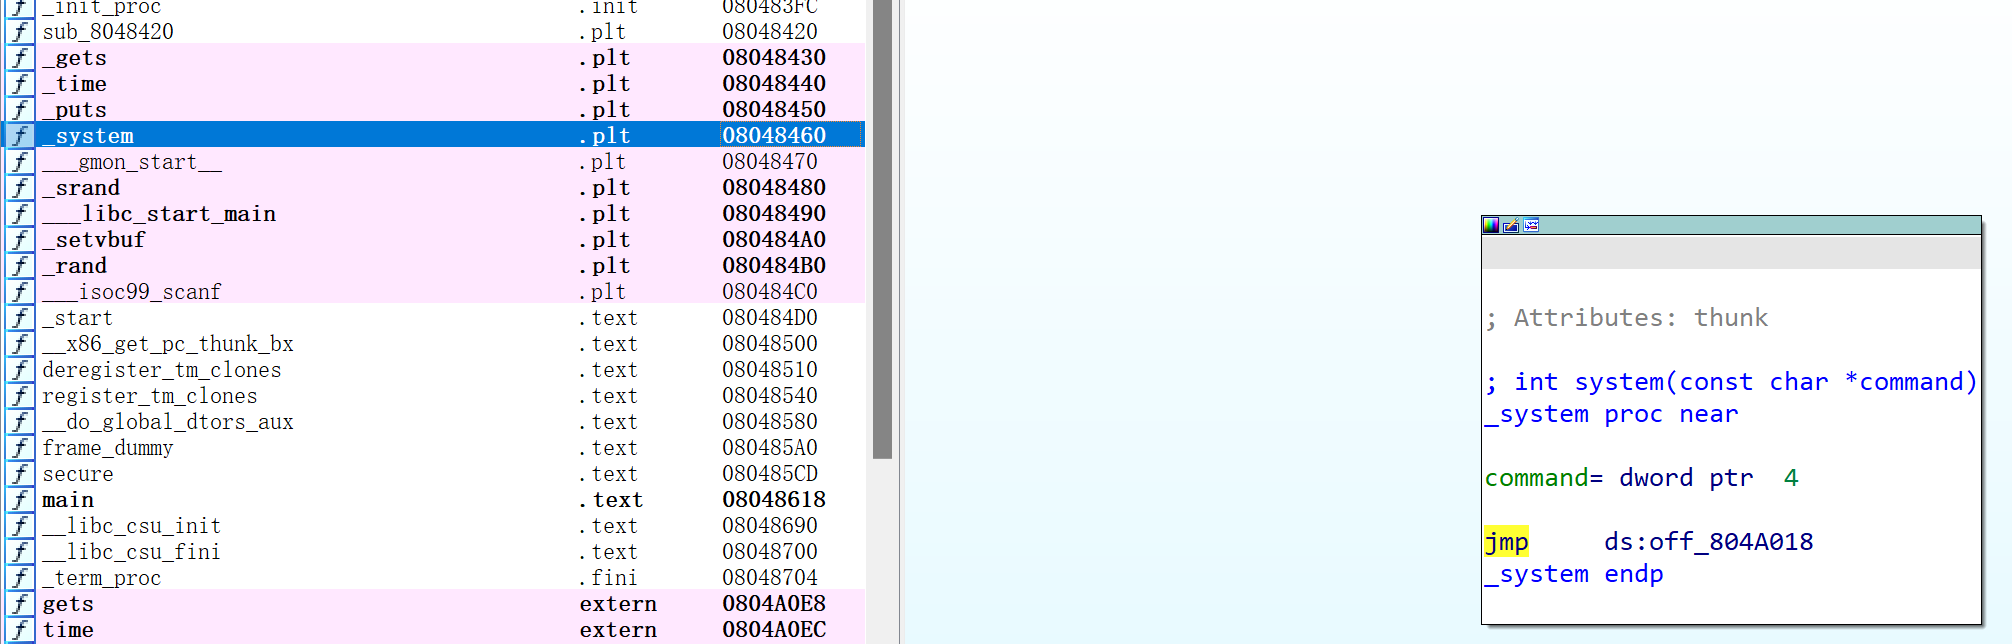 _init_proc .init 080483FC
sub_8048420 .plt 08048420
_gets .plt 08048430
_time .plt 08048440
_puts .plt 08048450
_system .plt 08048460
___gmon_start__ .plt 08048470
_srand .plt 08048480
___libc_start_main .plt 08048490
_setvbuf .plt 080484A0
_rand .plt 080484B0
___isoc99_scanf .plt 080484C0
_start .text 080484D0
__x86_get_pc_thunk_bx .text 08048500
deregister_tm_clones .text 08048510
register_tm_clones .text 08048540
__do_global_dtors_aux .text 08048580
frame_dummy .text 080485A0
secure .text 080485CD
main .text 08048618
__libc_csu_init .text 08048690
__libc_csu_fini .text 08048700
_term_proc .fini 08048704
gets extern 0804A0E8
time extern 0804A0EC
; Attributes: thunk
; int system(const char *command)
_system proc near
command= dword ptr 4
jmp ds:off_804A018
_system endp